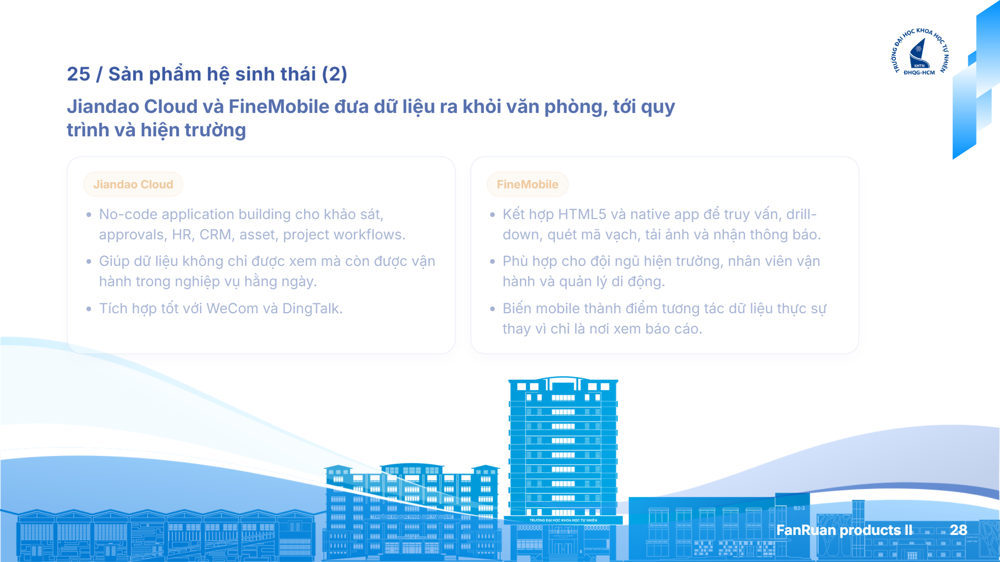 TRƯỜNG ĐẠI HỌC KHOA HỌC TỰ NHIÊN
KHTN
ĐHQG-HCM
25 / Sản phẩm hệ sinh thái (2)
Jiandao Cloud và FineMobile đưa dữ liệu ra khỏi văn phòng, tới quy
trình và hiện trường
Jiandao Cloud
• No-code application building cho khảo sát,
approvals, HR, CRM, asset, project workflows.
• Giúp dữ liệu không chỉ được xem mà còn được vận
hành trong nghiệp vụ hằng ngày.
• Tích hợp tốt với WeCom và DingTalk.
FineMobile
• Kết hợp HTML5 và native app để truy vấn, drill-
down, quét mã vạch, tải ảnh và nhận thông báo.
• Phù hợp cho đội ngũ hiện trường, nhân viên vận
hành và quản lý di động.
• Biến mobile thành điểm tương tác dữ liệu thực sự
thay vì chỉ là nơi xem báo cáo.
TRƯỜNG ĐẠI HỌC KHOA HỌC TỰ NHIÊN
TRƯỜNG ĐẠI HỌC KHOA HỌC TỰ NHIÊN
B2-3
FanRuan products II
28